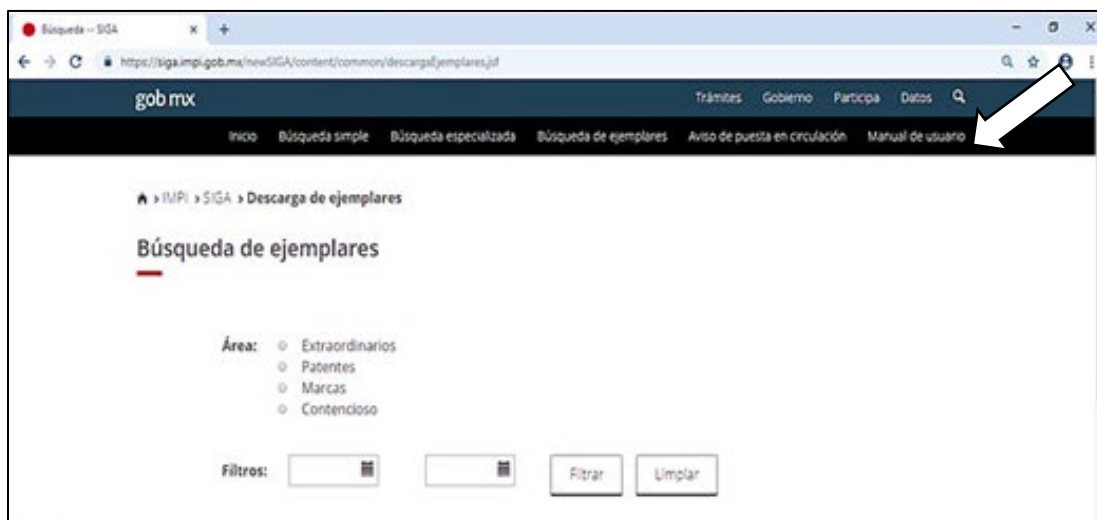 Búsqueda -- SIGA
https://siga.impi.gob.mx/newSIGA/content/common/descargaEjemplares.jsf
gob mx Trámites Gobierno Participa Datos
Inicio Búsqueda simple Búsqueda especializada Búsqueda de ejemplares Aviso de puesta en circulación Manual de usuario
> IMPI > SIGA > Descarga de ejemplares
Búsqueda de ejemplares
Área: Extraordinarios
Patentes
Marcas
Contencioso
Filtros: Filtrar Limpiar